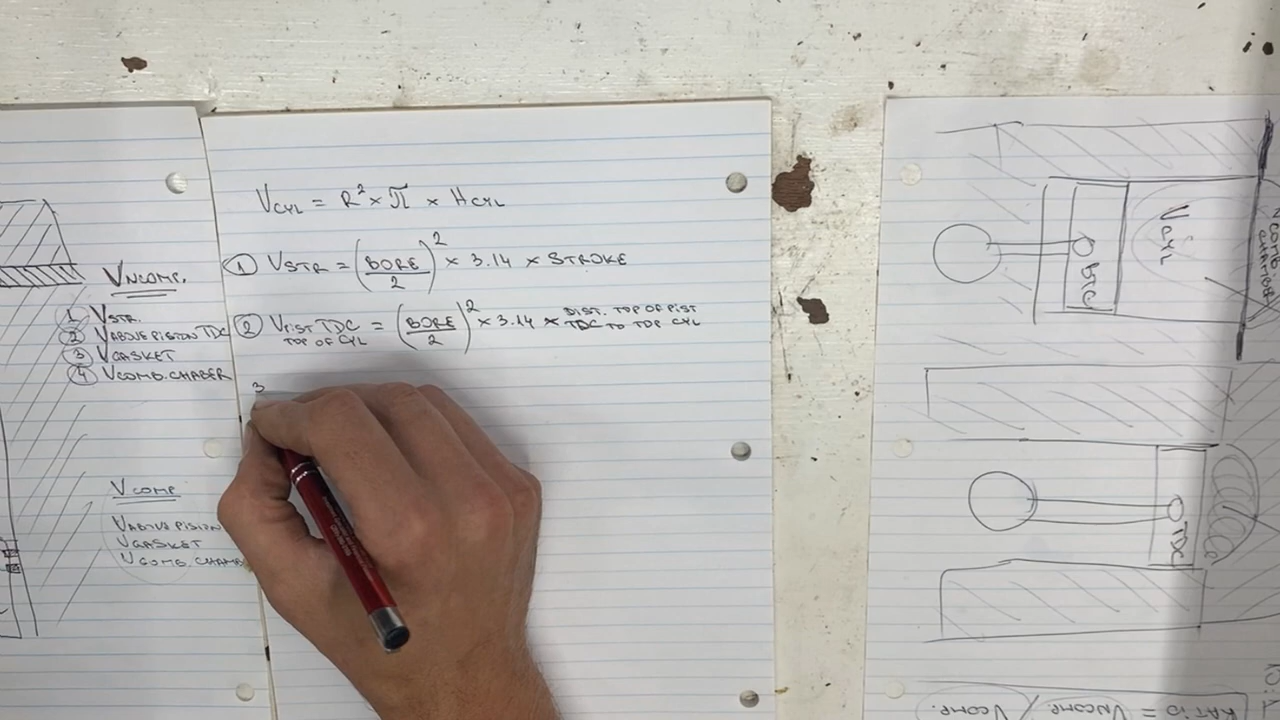 VNCOMP.
1 VSTR.
2 VABOVE PISTON TDC
3 VGASKET
4 VCOMB.CHABER
VCOMP
VABOVE PISTON
VGASKET
VCOMB.CHAMB
VCYL = R² × π × HCYL
1 VSTR = (BORE/2)² × 3.14 × STROKE
2 VPIST TDC TOP OF CYL = (BORE/2)² × 3.14 × DIST. TOP OF PIST TDC TO TOP CYL
3
VCYL
BTC
VCOMB CHAMBER
TDC
RATIO = VNCOMP. / VCOMP.